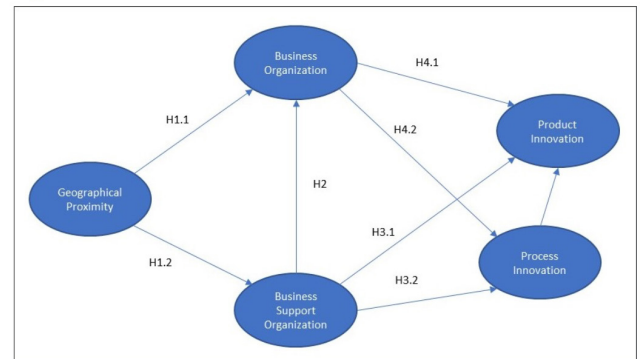 Business
Organization
H4.1
H1.1
H4.2
Product
Innovation
Geographical
Proximity
H2
H3.1
H1.2
Process
Innovation
H3.2
Business
Support
Organization